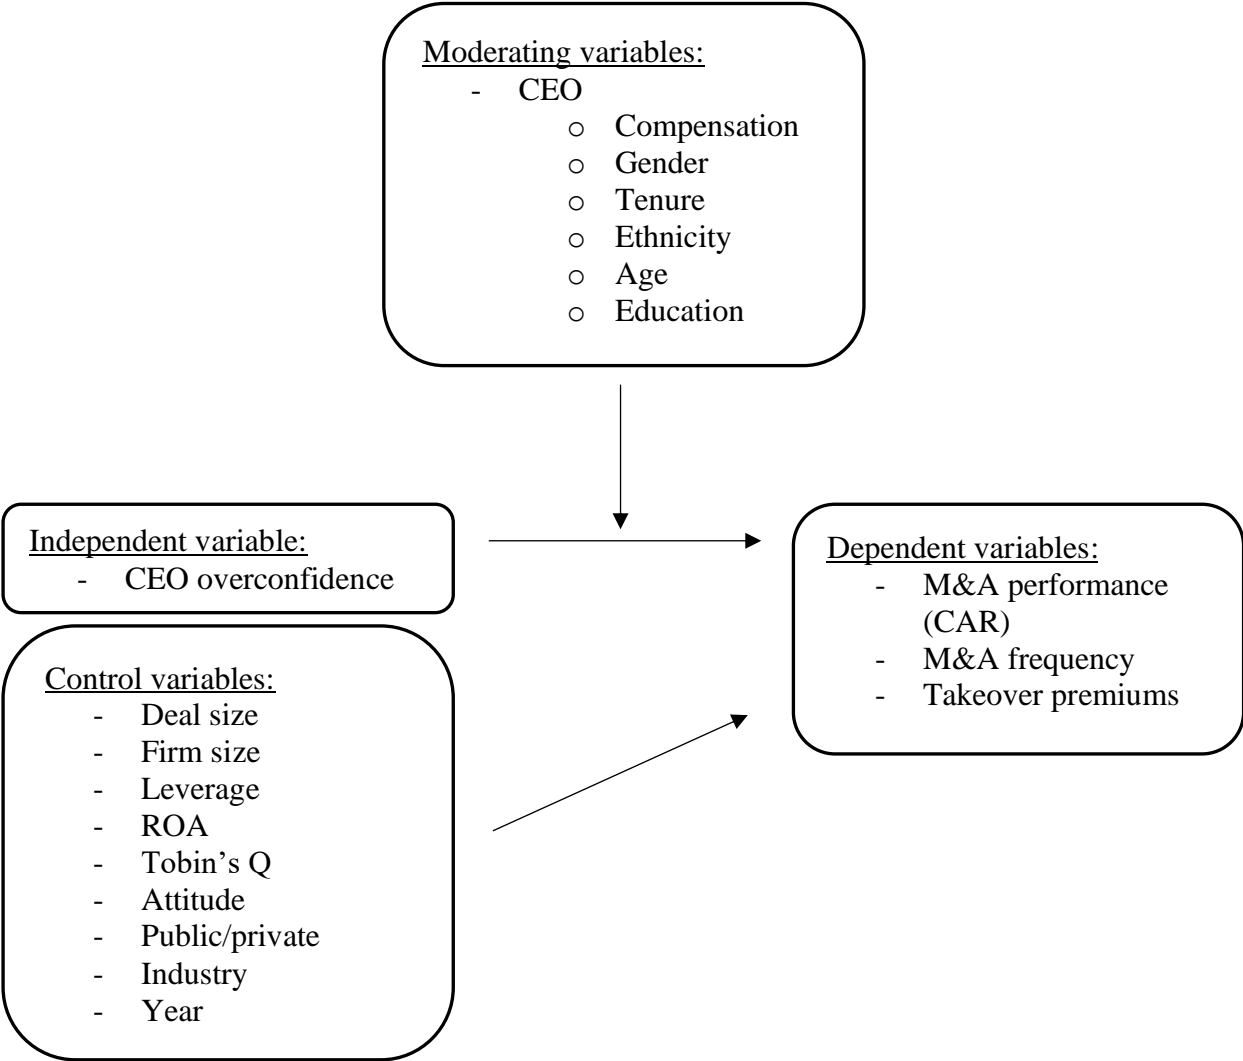 Moderating variables:
- CEO
o Compensation
o Gender
o Tenure
o Ethnicity
o Age
o Education
Independent variable:
- CEO overconfidence
Dependent variables:
- M&A performance
(CAR)
- M&A frequency
- Takeover premiums
Control variables:
- Deal size
- Firm size
- Leverage
- ROA
- Tobin’s Q
- Attitude
- Public/private
- Industry
- Year